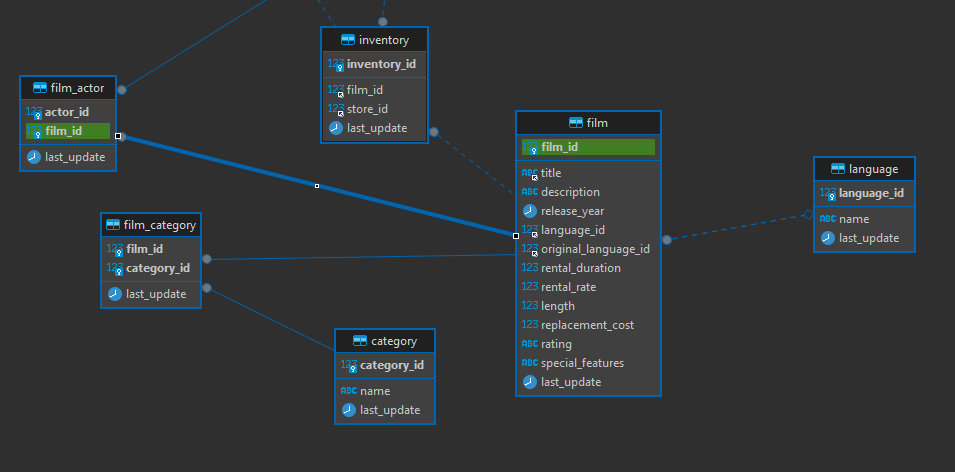 inventory
123 inventory_id
123 film_id
123 store_id
last_update
film_actor
123 actor_id
123 film_id
last_update
film
123 film_id
ABC title
ABC description
release_year
123 language_id
123 original_language_id
123 rental_duration
123 rental_rate
123 length
123 replacement_cost
ABC rating
ABC special_features
last_update
language
123 language_id
ABC name
last_update
film_category
123 film_id
123 category_id
last_update
category
123 category_id
ABC name
last_update